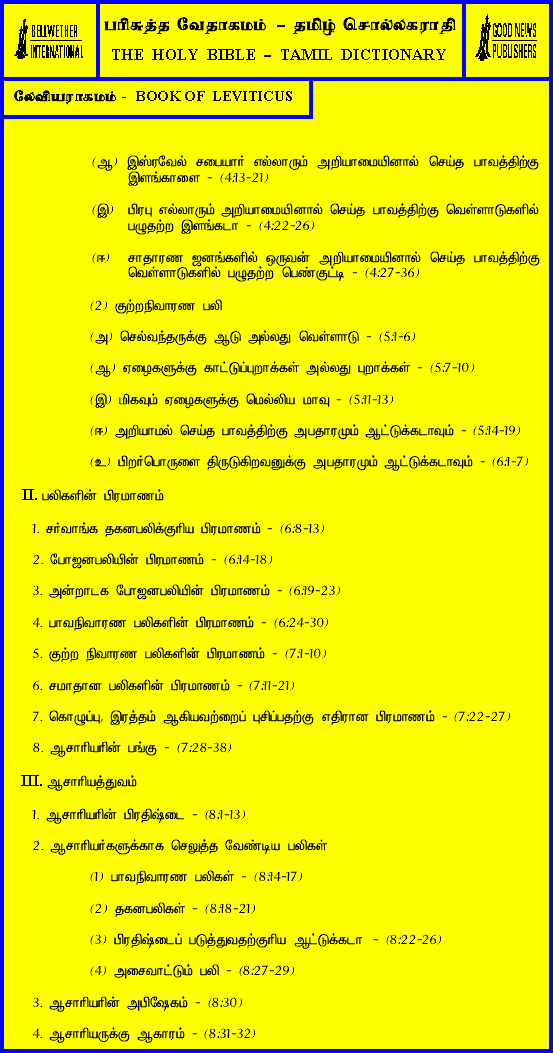 BELLWETHER
INTERNATIONAL
பரிசுத்த வேதாகமம் – தமிழ் சொல்லகராதி
THE HOLY BIBLE – TAMIL DICTIONARY
GOOD NEWS
PUBLISHERS
லேவியராகமம் - BOOK OF LEVITICUS
(ஆ) இஸ்ரவேல் சபையார் எல்லாரும் அறியாமையினால் செய்த பாவத்திற்கு
இளங்காளை - (4:13-21)
(இ) பிரபு எல்லாரும் அறியாமையினால் செய்த பாவத்திற்கு வெள்ளாடுகளில்
பழுதற்ற இளங்கடா - (4:22-26)
(ஈ) சாதாரண ஜனங்களில் ஒருவன் அறியாமையினால் செய்த பாவத்திற்கு
வெள்ளாடுகளில் பழுதற்ற பெண்குட்டி - (4:27-36)
(2) குற்றநிவாரண பலி
(அ) செல்வந்தருக்கு ஆடு அல்லது வெள்ளாடு - (5:1-6)
(ஆ) ஏழைகளுக்கு காட்டுப்புறாக்கள் அல்லது புறாக்கள் - (5:7-10)
(இ) மிகவும் ஏழைகளுக்கு மெல்லிய மாவு - (5:11-13)
(ஈ) அறியாமல் செய்த பாவத்திற்கு அபதாரமும் ஆட்டுக்கடாவும் - (5:14-19)
(உ) பிறர்பொருளை திருடுகிறவனுக்கு அபதாரமும் ஆட்டுக்கடாவும் - (6:1-7)
II. பலிகளின் பிரமாணம்
1. சர்வாங்க தகனபலிக்குரிய பிரமாணம் - (6:8-13)
2. போஜனபலியின் பிரமாணம் - (6:14-18)
3. அன்றாடக போஜனபலியின் பிரமாணம் - (6:19-23)
4. பாவநிவாரண பலிகளின் பிரமாணம் - (6:24-30)
5. குற்ற நிவாரண பலிகளின் பிரமாணம் - (7:1-10)
6. சமாதான பலிகளின் பிரமாணம் - (7:11-21)
7. கொழுப்பு, இரத்தம் ஆகியவற்றைப் புசிப்பதற்கு எதிரான பிரமாணம் - (7:22-27)
8. ஆசாரியரின் பங்கு - (7:28-38)
III. ஆசாரியத்துவம்
1. ஆசாரியரின் பிரதிஷ்டை - (8:1-13)
2. ஆசாரியர்களுக்காக செலுத்த வேண்டிய பலிகள்
(1) பாவநிவாரண பலிகள் - (8:14-17)
(2) தகனபலிகள் - (8:18-21)
(3) பிரதிஷ்டைப் படுத்துவதற்குரிய ஆட்டுக்கடா - (8:22-26)
(4) அசைவாட்டும் பலி - (8:27-29)
3. ஆசாரியரின் அபிஷேகம் - (8:30)
4. ஆசாரியருக்கு ஆகாரம் - (8:31-32)